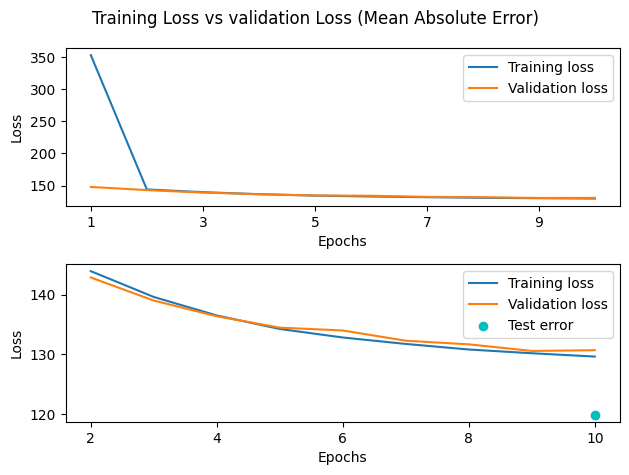 Training Loss vs validation Loss (Mean Absolute Error)
350
300
250
200
150
Loss
Training loss
Validation loss
1 3 5 7 9
Epochs
140
130
120
Loss
Training loss
Validation loss
Test error
2 4 6 8 10
Epochs